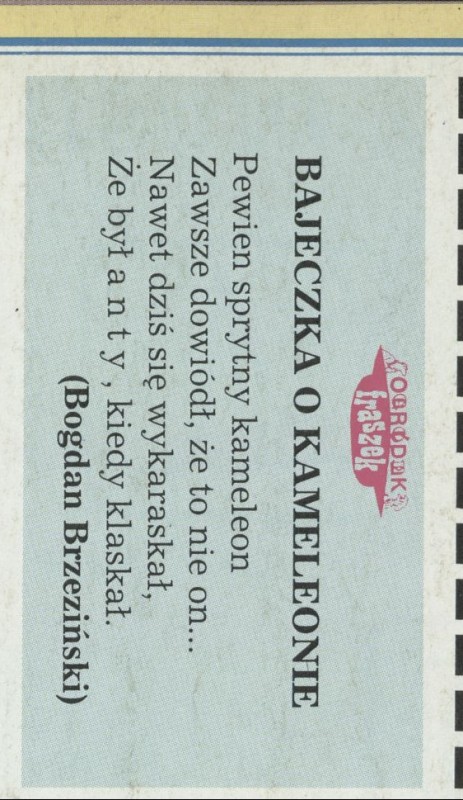 OGRÓDEK
fraszek
BAJECZKA O KAMELEONIE
Pewien sprytny kameleon
Zawsze dowiódł, że to nie on...
Nawet dziś się wykaraskał,
Że był a n t y , kiedy klaskał.
(Bogdan Brzeziński)